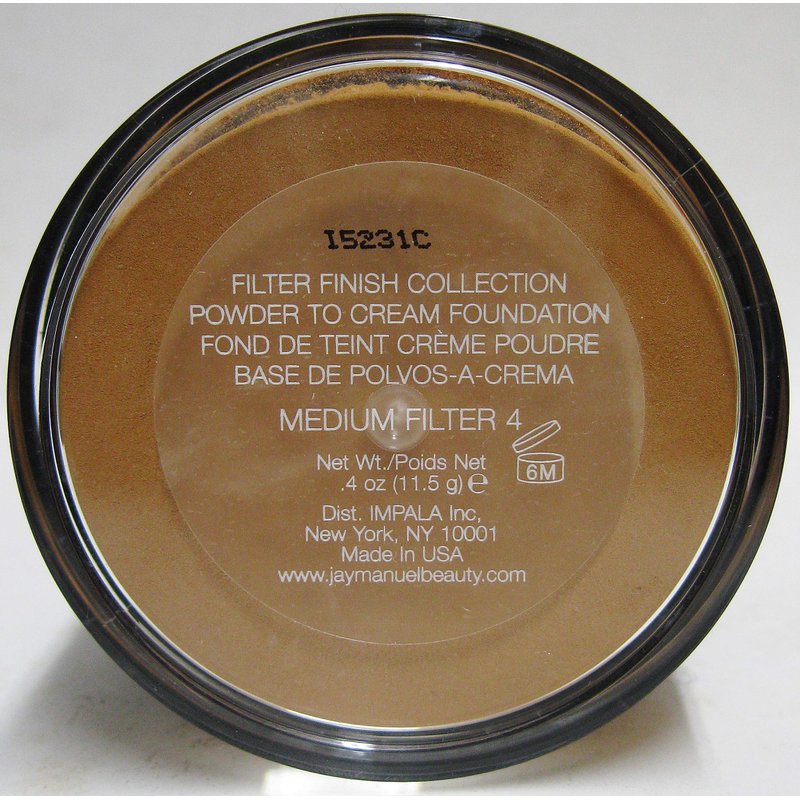 I5231C
FILTER FINISH COLLECTION
POWDER TO CREAM FOUNDATION
FOND DE TEINT CRÈME POUDRE
BASE DE POLVOS-A-CREMA
MEDIUM FILTER 4
6M
Net Wt./Poids Net
.4 oz (11.5 g) ℮
Dist. IMPALA Inc,
New York, NY 10001
Made In USA
www.jaymanuelbeauty.com